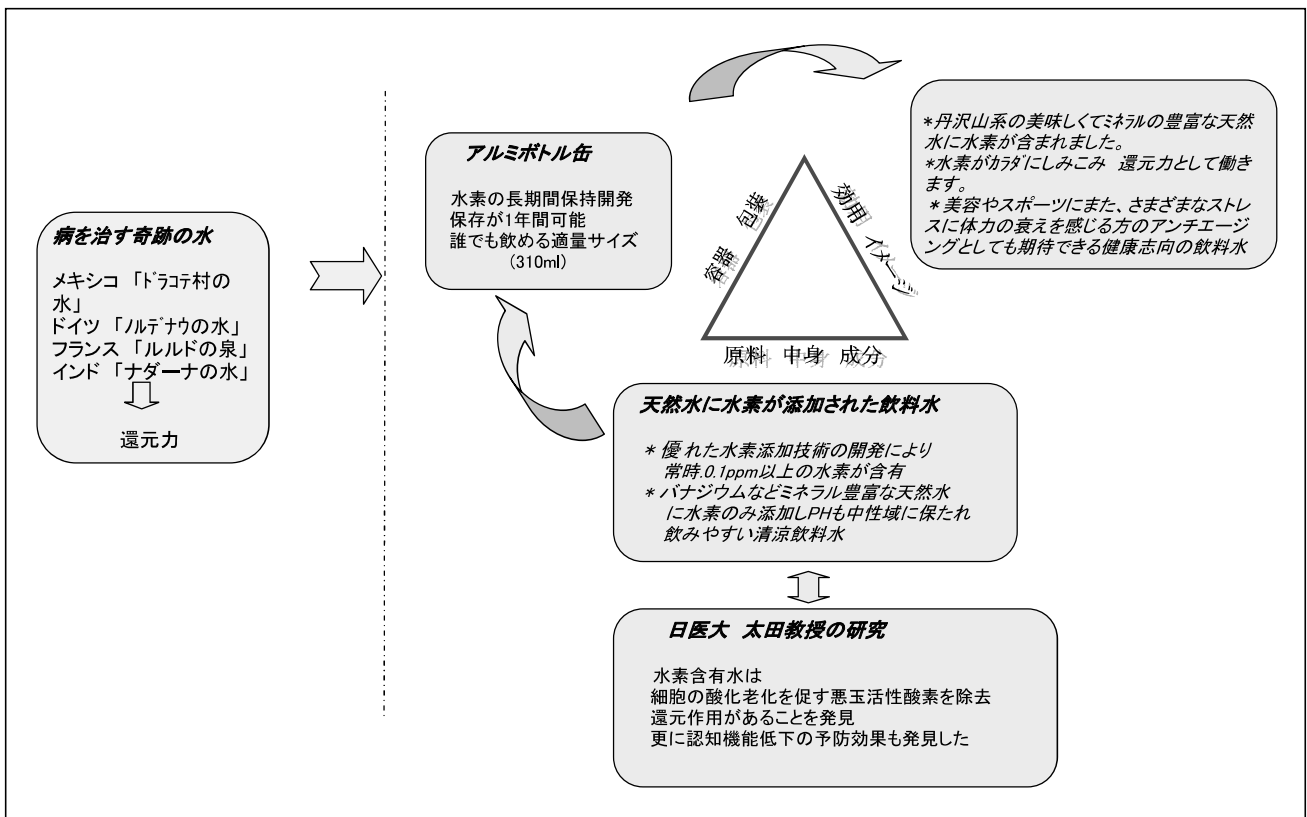 病を治す奇跡の水
メキシコ 「ﾄﾞﾗｺﾃ村の
水」
ドイツ 「ﾉﾙﾃﾞﾅｳの水」
フランス 「ルルドの泉」
インド 「ナダーナの水」
還元力
アルミボトル缶
水素の長期間保持開発
保存が1年間可能
誰でも飲める適量サイズ
(310ml)
容器 包装
効用 イメージ
原料 中身 成分
*丹沢山系の美味しくてﾐﾈﾗﾙの豊富な天然
水に水素が含まれました。
*水素がｶﾗﾀﾞにしみこみ 還元力として働き
ます。
* 美容やスポーツにまた、さまざまなストレ
スに体力の衰えを感じる方のアンチエージ
ングとしても期待できる健康志向の飲料水
天然水に水素が添加された飲料水
* 優れた水素添加技術の開発により
常時.0.1ppm以上の水素が含有
* バナジウムなどミネラル豊富な天然水
に水素のみ添加しPHも中性域に保たれ
飲みやすい清涼飲料水
日医大 太田教授の研究
水素含有水は
細胞の酸化老化を促す悪玉活性酸素を除去
還元作用があることを発見
更に認知機能低下の予防効果も発見した